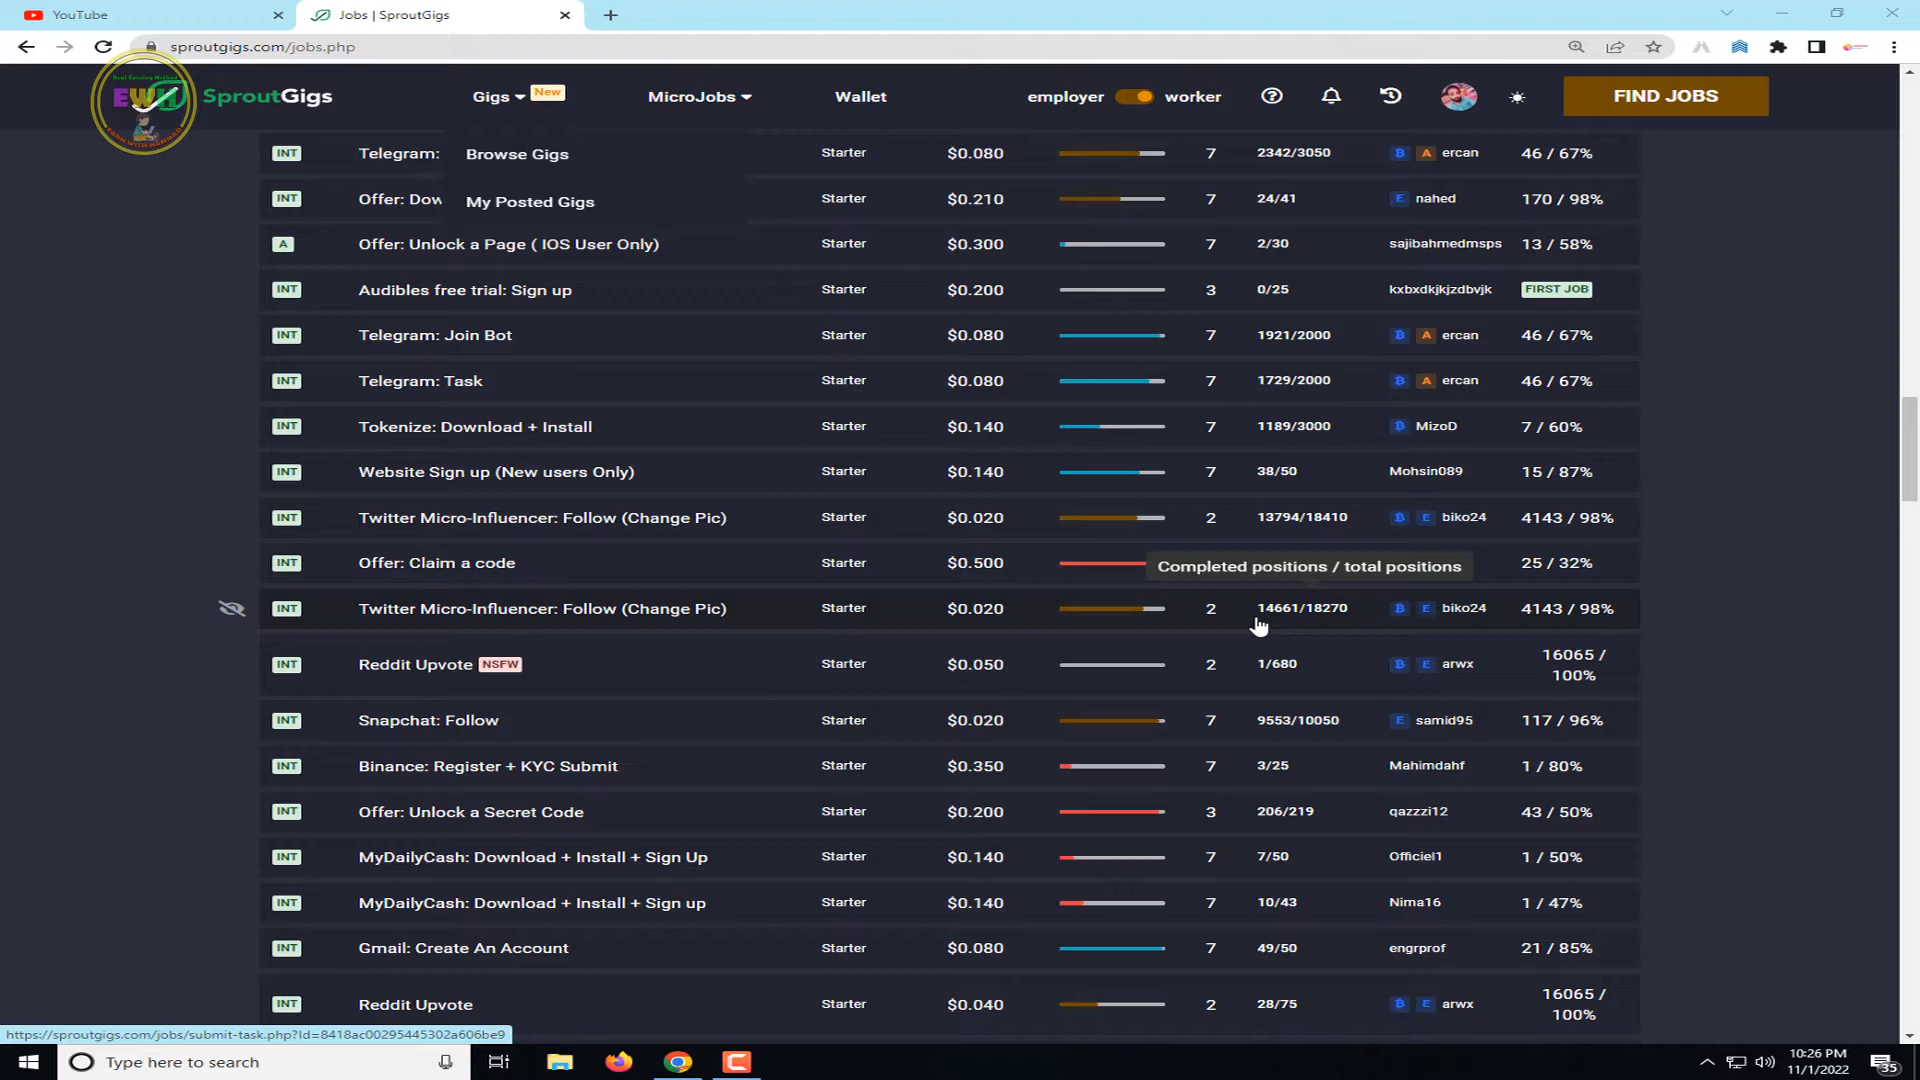 YouTube
Jobs | SproutGigs
sproutgigs.com/jobs.php
Real Earning Method
EWH
EARN WITH HAMMAD
SproutGigs
Gigs New MicroJobs Wallet employer worker FIND JOBS
Browse Gigs
My Posted Gigs
INT Telegram: Starter $0.080 7 2342/3050 B A ercan 46 / 67%
INT Offer: Dow Starter $0.210 7 24/41 E nahed 170 / 98%
A Offer: Unlock a Page ( IOS User Only) Starter $0.300 7 2/30 sajibahmedmsps 13 / 58%
INT Audibles free trial: Sign up Starter $0.200 3 0/25 kxbxdkjkjzdbvjk FIRST JOB
INT Telegram: Join Bot Starter $0.080 7 1921/2000 B A ercan 46 / 67%
INT Telegram: Task Starter $0.080 7 1729/2000 B A ercan 46 / 67%
INT Tokenize: Download + Install Starter $0.140 7 1189/3000 B MizoD 7 / 60%
INT Website Sign up (New users Only) Starter $0.140 7 38/50 Mohsin089 15 / 87%
INT Twitter Micro-Influencer: Follow (Change Pic) Starter $0.020 2 13794/18410 B E biko24 4143 / 98%
INT Offer: Claim a code Starter $0.500 Completed positions / total positions 25 / 32%
INT Twitter Micro-Influencer: Follow (Change Pic) Starter $0.020 2 14661/18270 B E biko24 4143 / 98%
INT Reddit Upvote NSFW Starter $0.050 2 1/680 B E arwx 16065 /
100%
INT Snapchat: Follow Starter $0.020 7 9553/10050 E samid95 117 / 96%
INT Binance: Register + KYC Submit Starter $0.350 7 3/25 Mahimdahf 1 / 80%
INT Offer: Unlock a Secret Code Starter $0.200 3 206/219 qazzzi12 43 / 50%
INT MyDailyCash: Download + Install + Sign Up Starter $0.140 7 7/50 Officiel1 1 / 50%
INT MyDailyCash: Download + Install + Sign up Starter $0.140 7 10/43 Nima16 1 / 47%
INT Gmail: Create An Account Starter $0.080 7 49/50 engrprof 21 / 85%
INT Reddit Upvote Starter $0.040 2 28/75 B E arwx 16065 /
100%
https://sproutgigs.com/jobs/submit-task.php?Id=8418ac00295445302a606be9
Type here to search
10:26 PM
11/1/2022
35